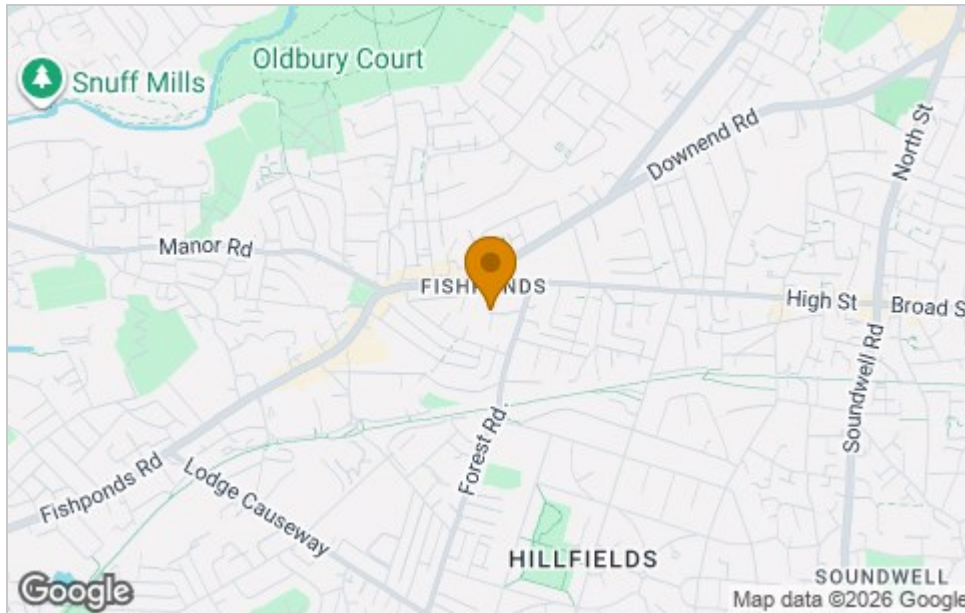 Oldbury Court
Snuff Mills
Downend Rd
North St
Manor Rd
FISHPONDS
High St
Broad S
Soundwell Rd
Forest Rd
Fishponds Rd
Lodge Causeway
HILLFIELDS
SOUNDWELL
Google
Map data ©2026 Google